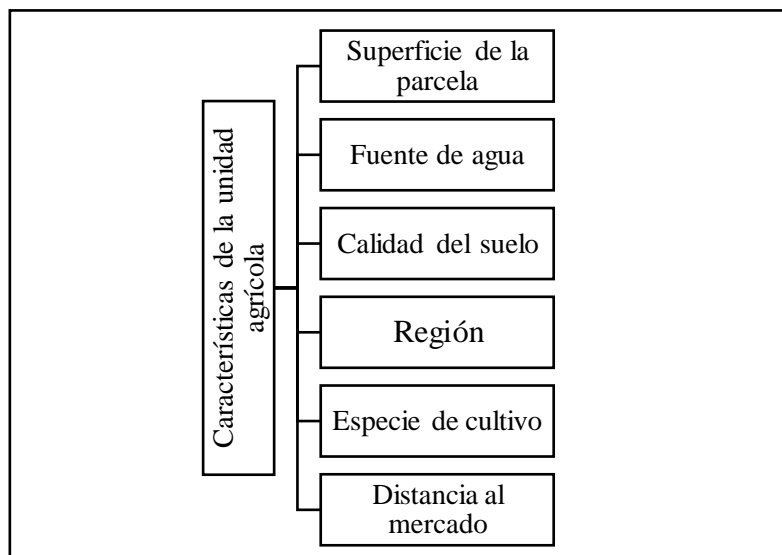 Características de la unidad
agrícola
Superficie de la
parcela
Fuente de agua
Calidad del suelo
Región
Especie de cultivo
Distancia al
mercado